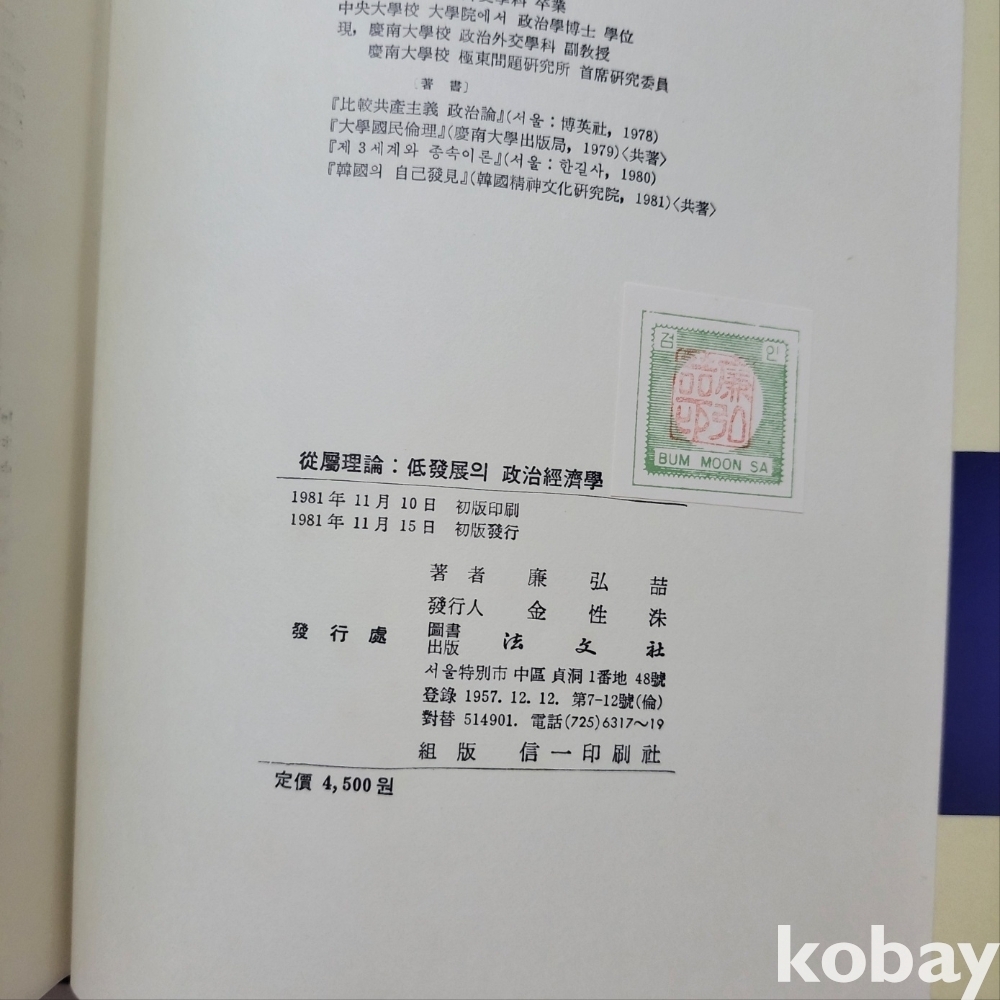 卒業
中央大學校 大學院에서 政治學博士 學位
現, 慶南大學校 政治外交學科 副教授
慶南大學校 極東問題硏究所 首席硏究委員
〔著 書〕
『比較共產主義 政治論』(서울:博英社, 1978)
『大學國民倫理』(慶南大學出版局, 1979)〈共著〉
『제3세계와 종속이론』(서울:한길사, 1980)
『韓國의 自己發見』(韓國精神文化硏究院, 1981)〈共著〉
검 인
廉弘喆印
BUM MOON SA
從屬理論:低發展의 政治經濟學
1981年 11月 10日 初版印刷
1981年 11月 15日 初版發行
著者 廉弘喆
發行人 金性洙
發行處 圖書出版 法文社
서울特別市 中區 貞洞 1番地 48號
登錄 1957. 12. 12. 第7-12號(倫)
對替 514901. 電話(725)6317~19
組版 信一印刷社
定價 4,500원
kobay